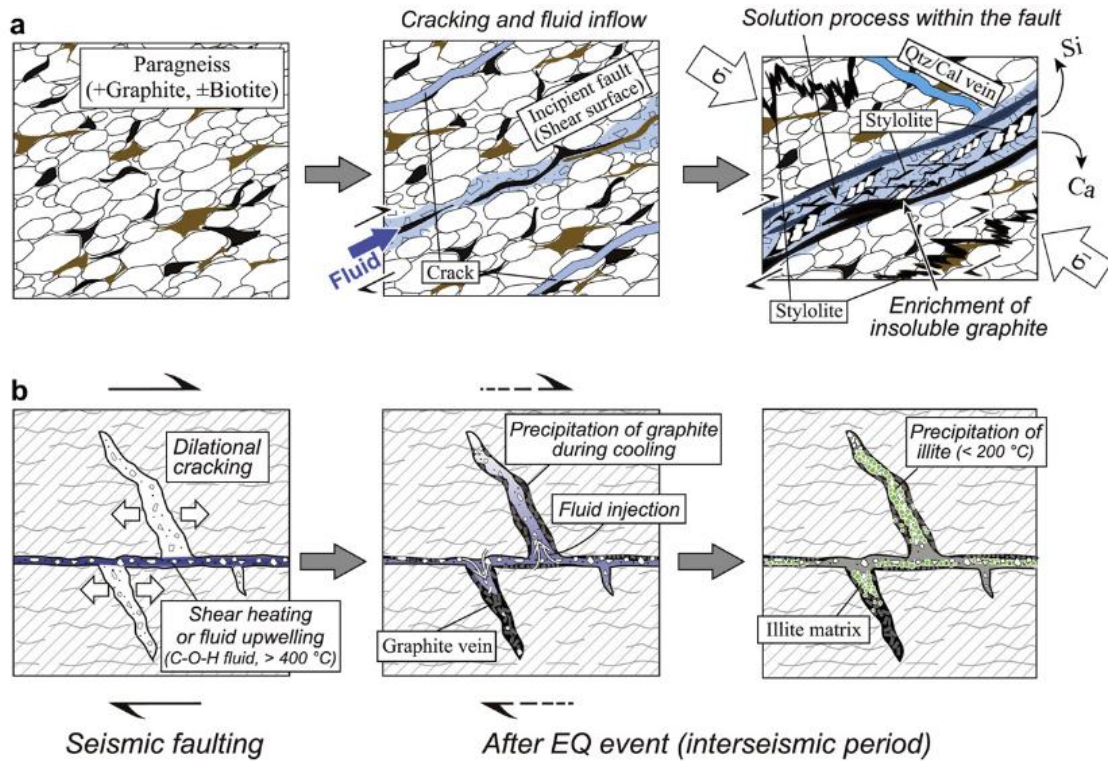 a
Cracking and fluid inflow
Solution process within the fault
Paragneiss
(±Graphite, ±Biotite)
Incipient fault
(Shear surface)
Fluid
Crack
σ1
Qtz/Cal vein
Stylolite
Si
Ca
σ1
Stylolite
Enrichment of
insoluble graphite
b
Dilational
cracking
Shear heating
or fluid upwelling
(C-O-H fluid, > 400 °C)
Precipitation of graphite
during cooling
Fluid injection
Graphite vein
Precipitation of
illite (< 200 °C)
Illite matrix
Seismic faulting
After EQ event (interseismic period)